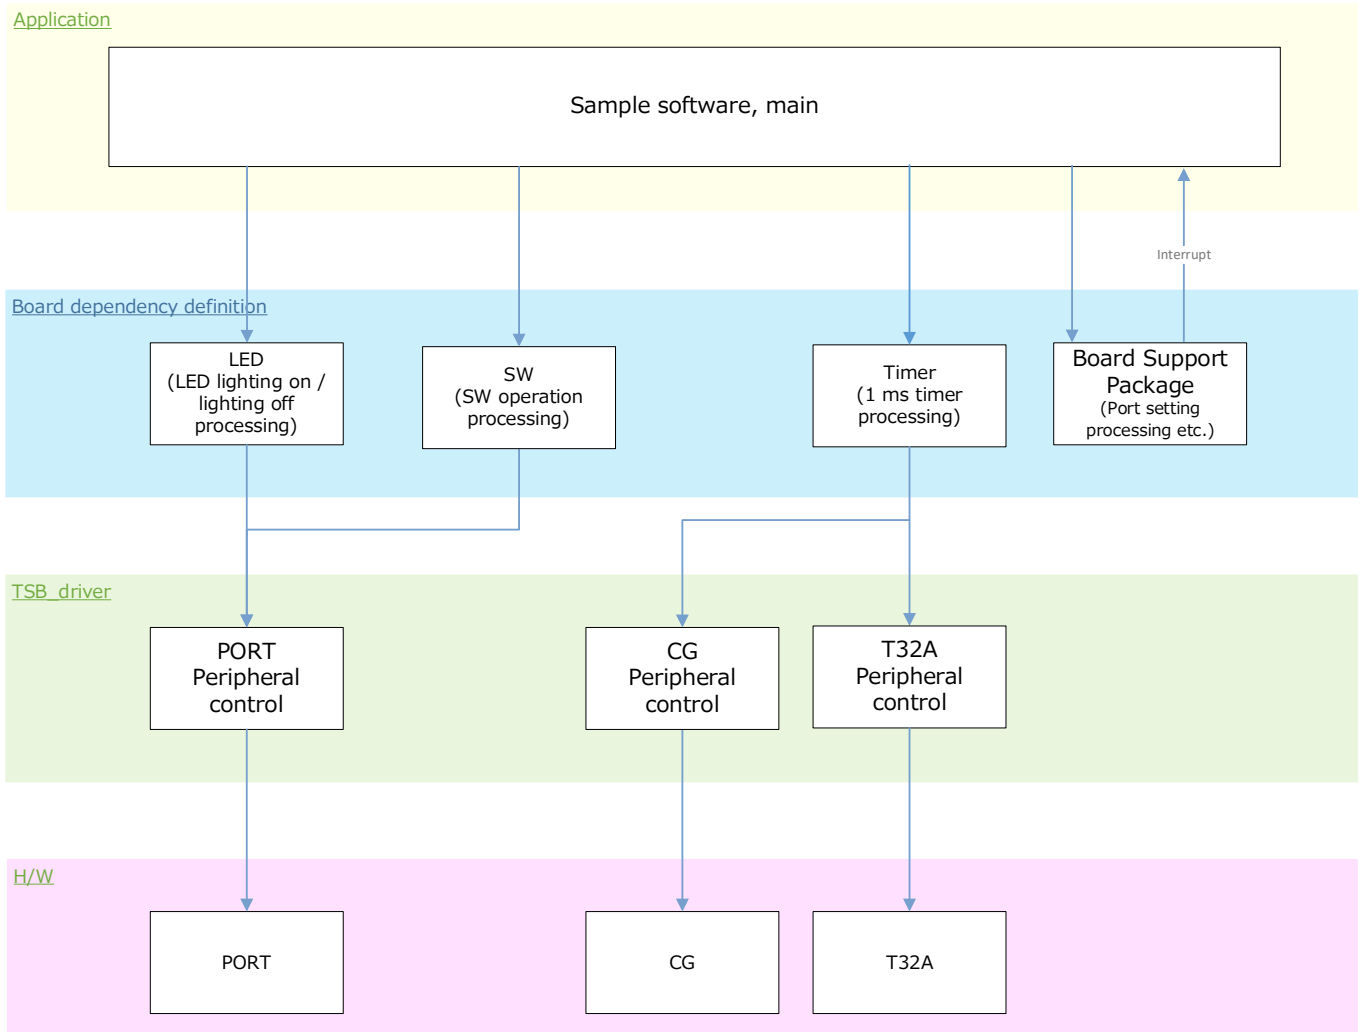 Application
Sample software, main
Interrupt
Board dependency definition
LED
(LED lighting on /
lighting off
processing)
SW
(SW operation
processing)
Timer
(1 ms timer
processing)
Board Support
Package
(Port setting
processing etc.)
TSB_driver
PORT
Peripheral
control
CG
Peripheral
control
T32A
Peripheral
control
H/W
PORT
CG
T32A